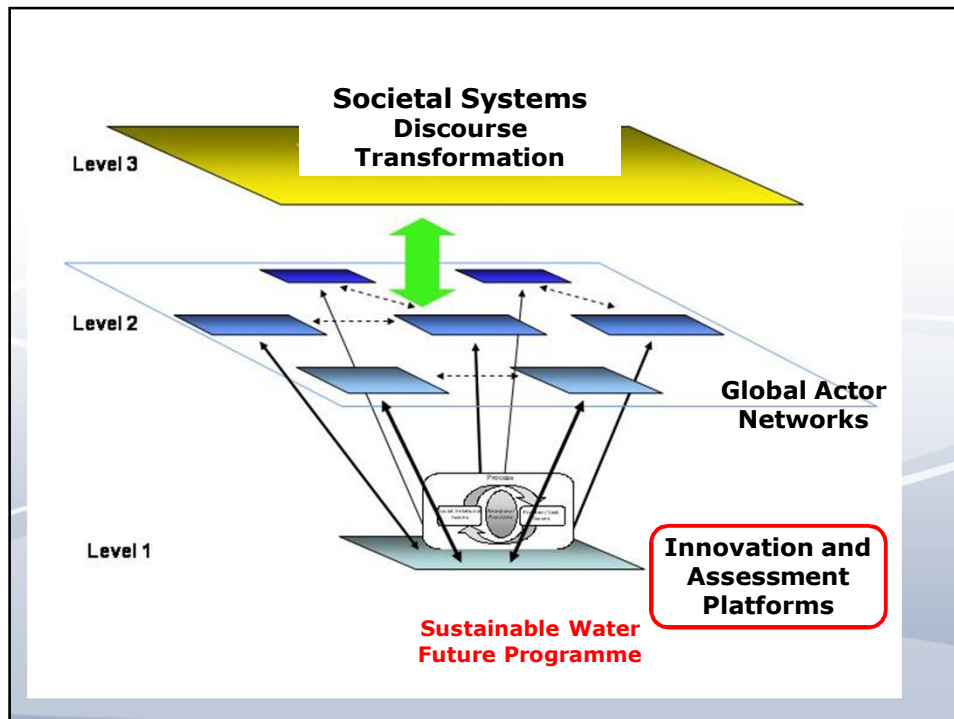 Societal Systems
Discourse
Transformation
Level 3
Level 2
Global Actor
Networks
Process
Level 1
Innovation and
Assessment
Platforms
Sustainable Water
Future Programme